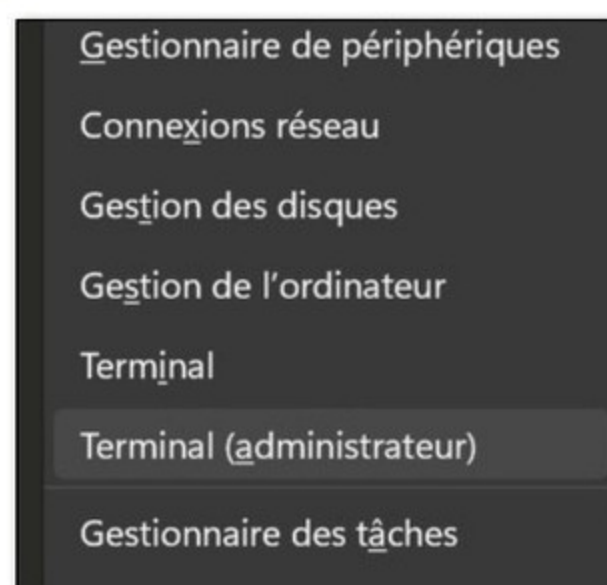 Gestionnaire de périphériques
Connexions réseau
Gestion des disques
Gestion de l'ordinateur
Terminal
Terminal (administrateur)
Gestionnaire des tâches